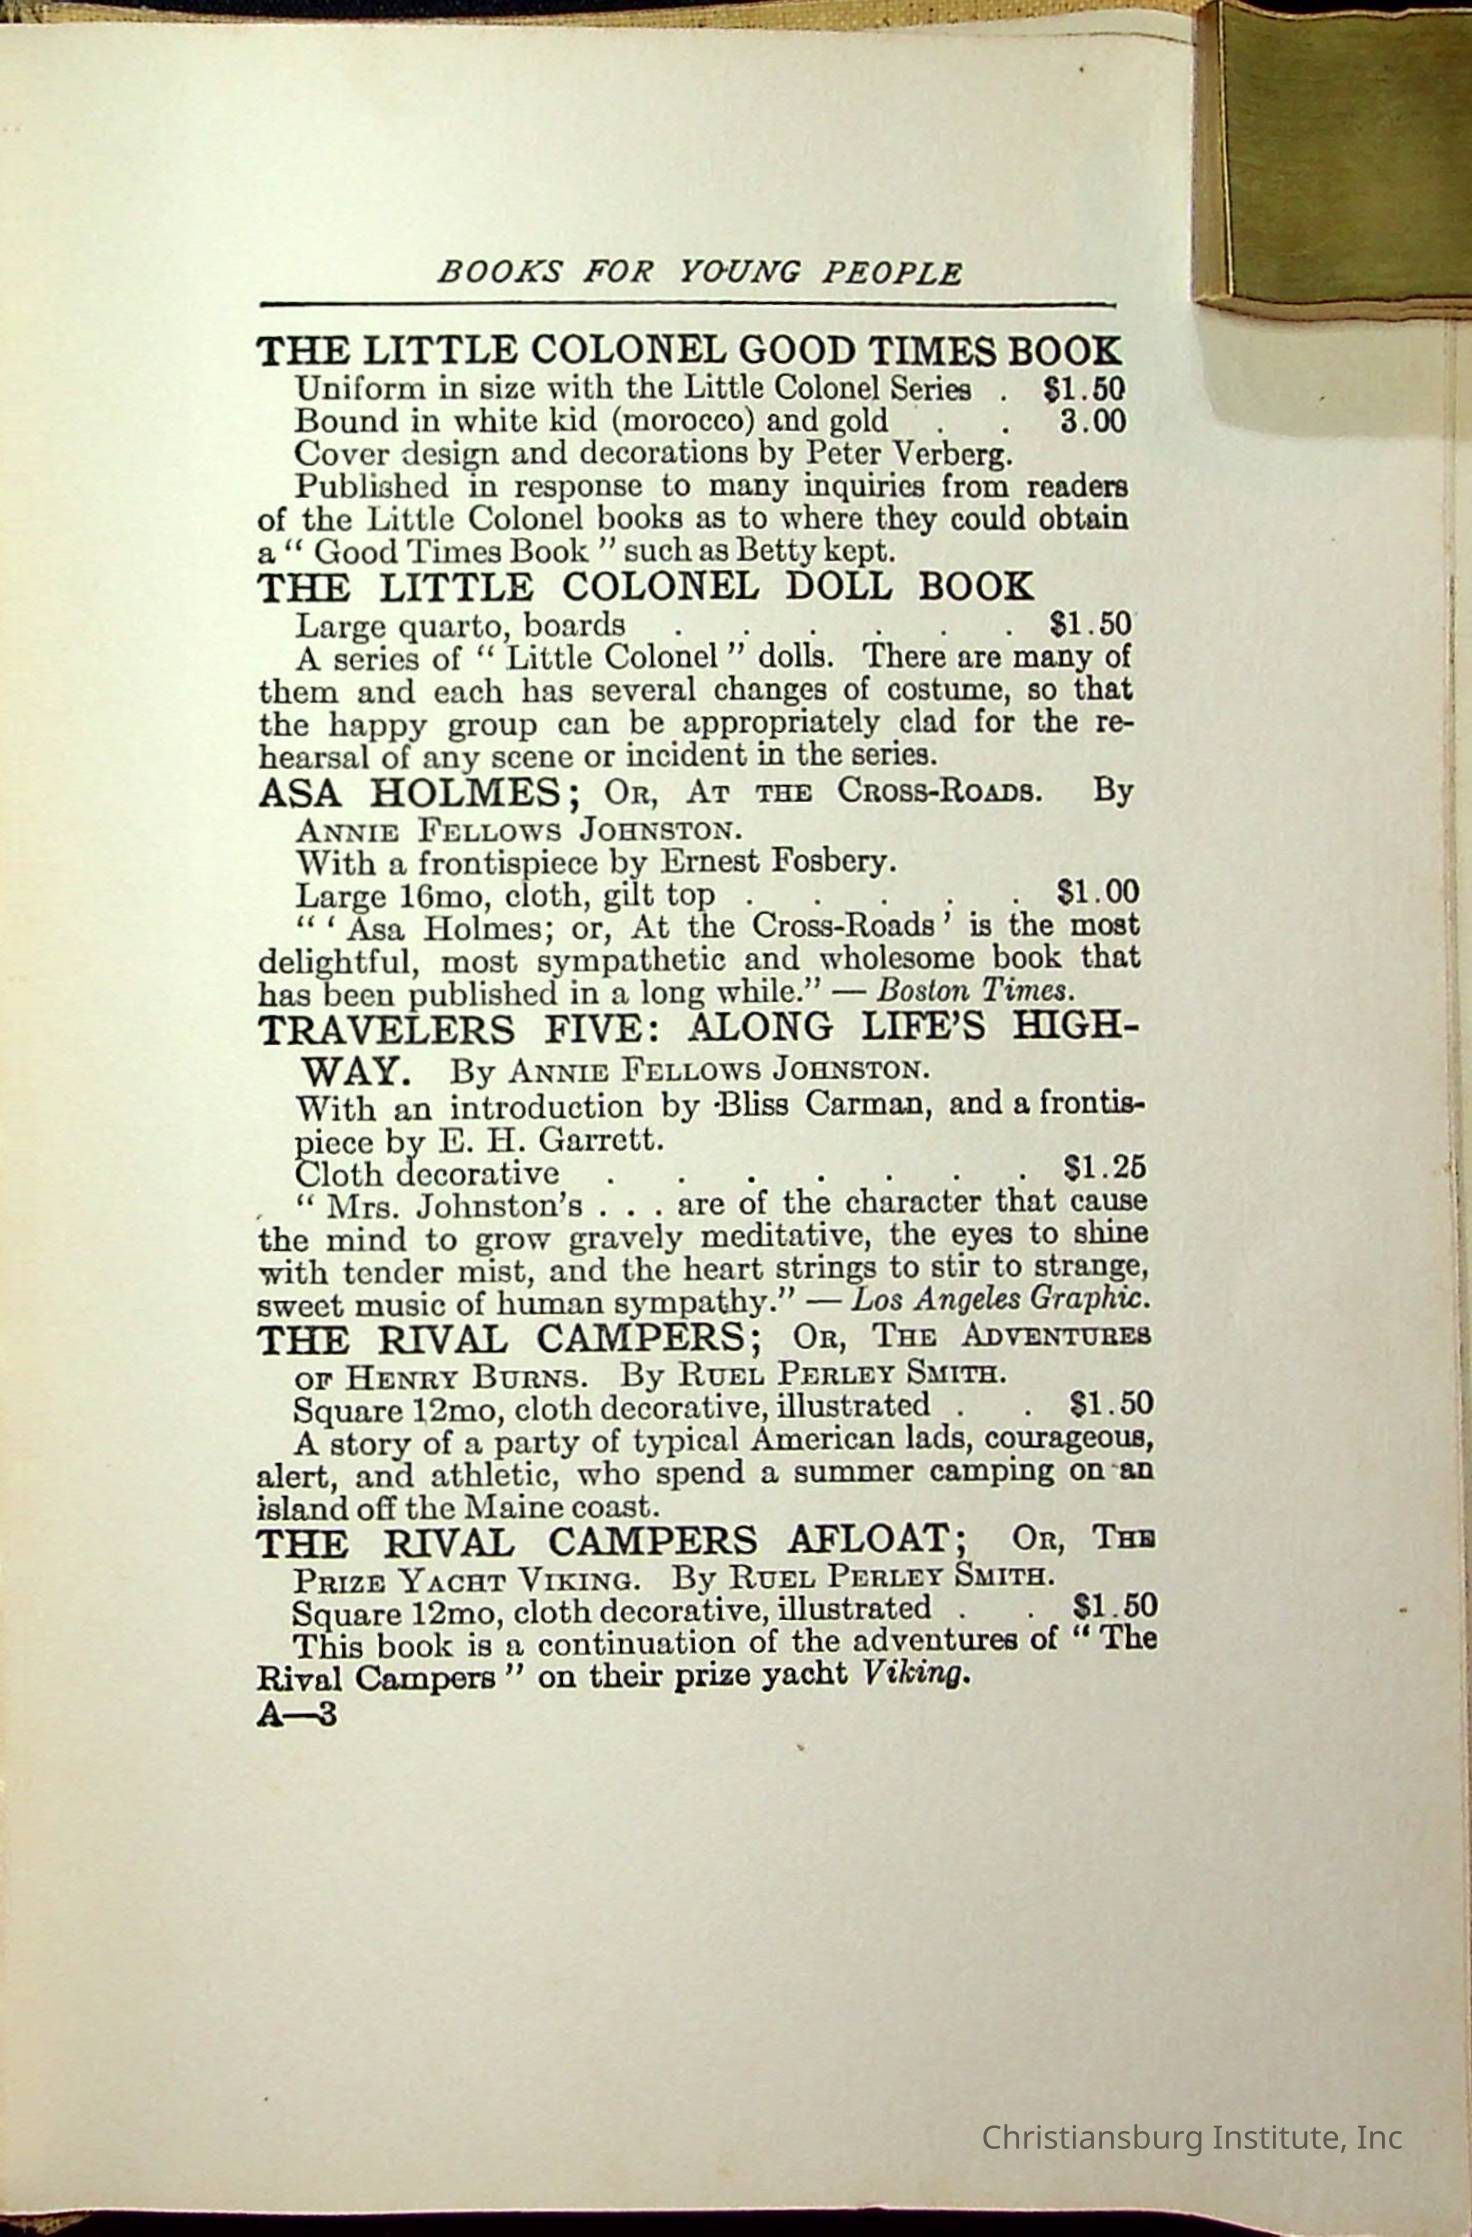 BOOKS FOR YOUNG PEOPLE
THE LITTLE COLONEL GOOD TIMES BOOK
Uniform in size with the Little Colonel Series . $1.50
Bound in white kid (morocco) and gold . . 3.00
Cover design and decorations by Peter Verberg.
Published in response to many inquiries from readers
of the Little Colonel books as to where they could obtain
a " Good Times Book " such as Betty kept.
THE LITTLE COLONEL DOLL BOOK
Large quarto, boards . . . . . . $1.50
A series of " Little Colonel " dolls. There are many of
them and each has several changes of costume, so that
the happy group can be appropriately clad for the re-
hearsal of any scene or incident in the series.
ASA HOLMES; OR, AT THE CROSS-ROADS. By
ANNIE FELLOWS JOHNSTON.
With a frontispiece by Ernest Fosbery.
Large 16mo, cloth, gilt top . . . . . $1.00
" ' Asa Holmes; or, At the Cross-Roads ' is the most
delightful, most sympathetic and wholesome book that
has been published in a long while." — Boston Times.
TRAVELERS FIVE: ALONG LIFE'S HIGH-
WAY. By ANNIE FELLOWS JOHNSTON.
With an introduction by Bliss Carman, and a frontis-
piece by E. H. Garrett.
Cloth decorative . . . . . . . $1.25
" Mrs. Johnston's . . . are of the character that cause
the mind to grow gravely meditative, the eyes to shine
with tender mist, and the heart strings to stir to strange,
sweet music of human sympathy." — Los Angeles Graphic.
THE RIVAL CAMPERS; OR, THE ADVENTURES
OF HENRY BURNS. By RUEL PERLEY SMITH.
Square 12mo, cloth decorative, illustrated . . $1.50
A story of a party of typical American lads, courageous,
alert, and athletic, who spend a summer camping on an
island off the Maine coast.
THE RIVAL CAMPERS AFLOAT; OR, THE
PRIZE YACHT VIKING. By RUEL PERLEY SMITH.
Square 12mo, cloth decorative, illustrated . . $1.50
This book is a continuation of the adventures of " The
Rival Campers " on their prize yacht Viking.
A—3
Christiansburg Institute, Inc